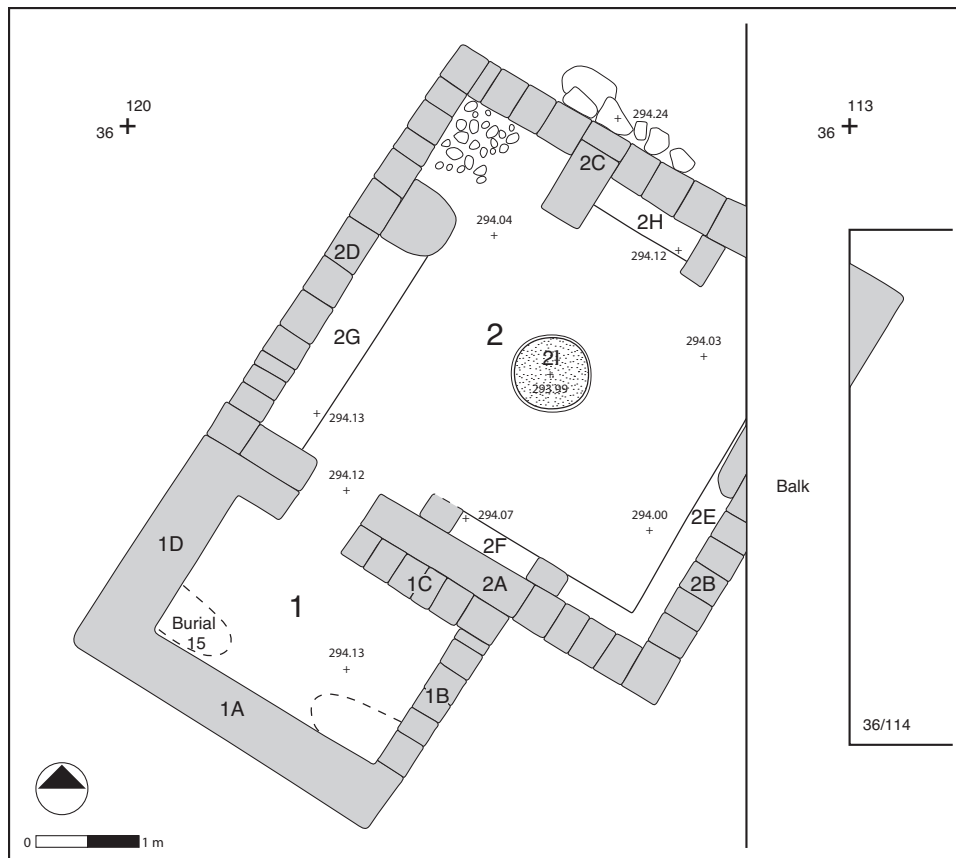 120
36
113
36
294.24
2C
294.04
2H
294.12
2D
2G
2
2I
293.99
294.03
294.13
294.12
Balk
294.07
294.00
2E
2F
1D
1C
2A
2B
1
Burial
15
294.13
1B
1A
36/114
0
1 m